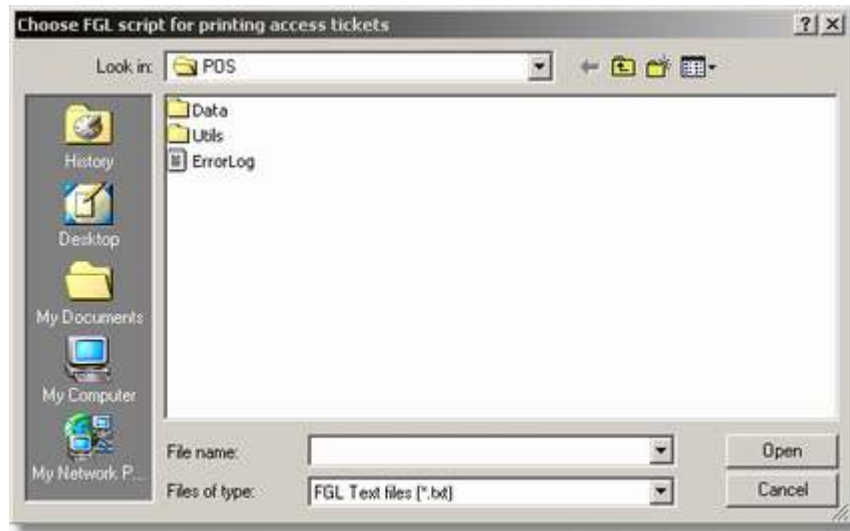 Choose FGL script for printing access tickets
Look in: POS
Data
Utils
ErrorLog
History
Desktop
My Documents
My Computer
My Network P...
File name:
Open
Files of type: FGL Text files (*.txt)
Cancel